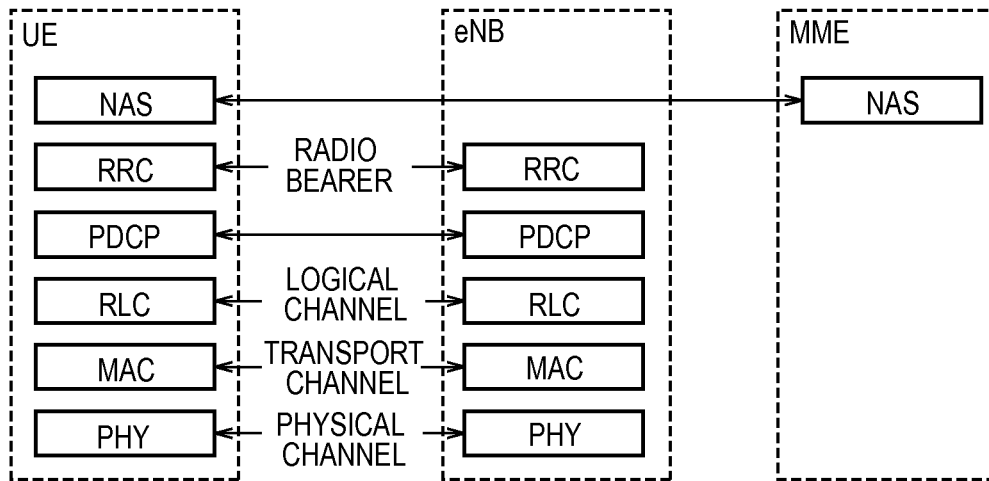 UE
eNB
MME
NAS
NAS
RRC
RADIO
BEARER
RRC
PDCP
PDCP
RLC
LOGICAL
CHANNEL
RLC
MAC
TRANSPORT
CHANNEL
MAC
PHY
PHYSICAL
CHANNEL
PHY